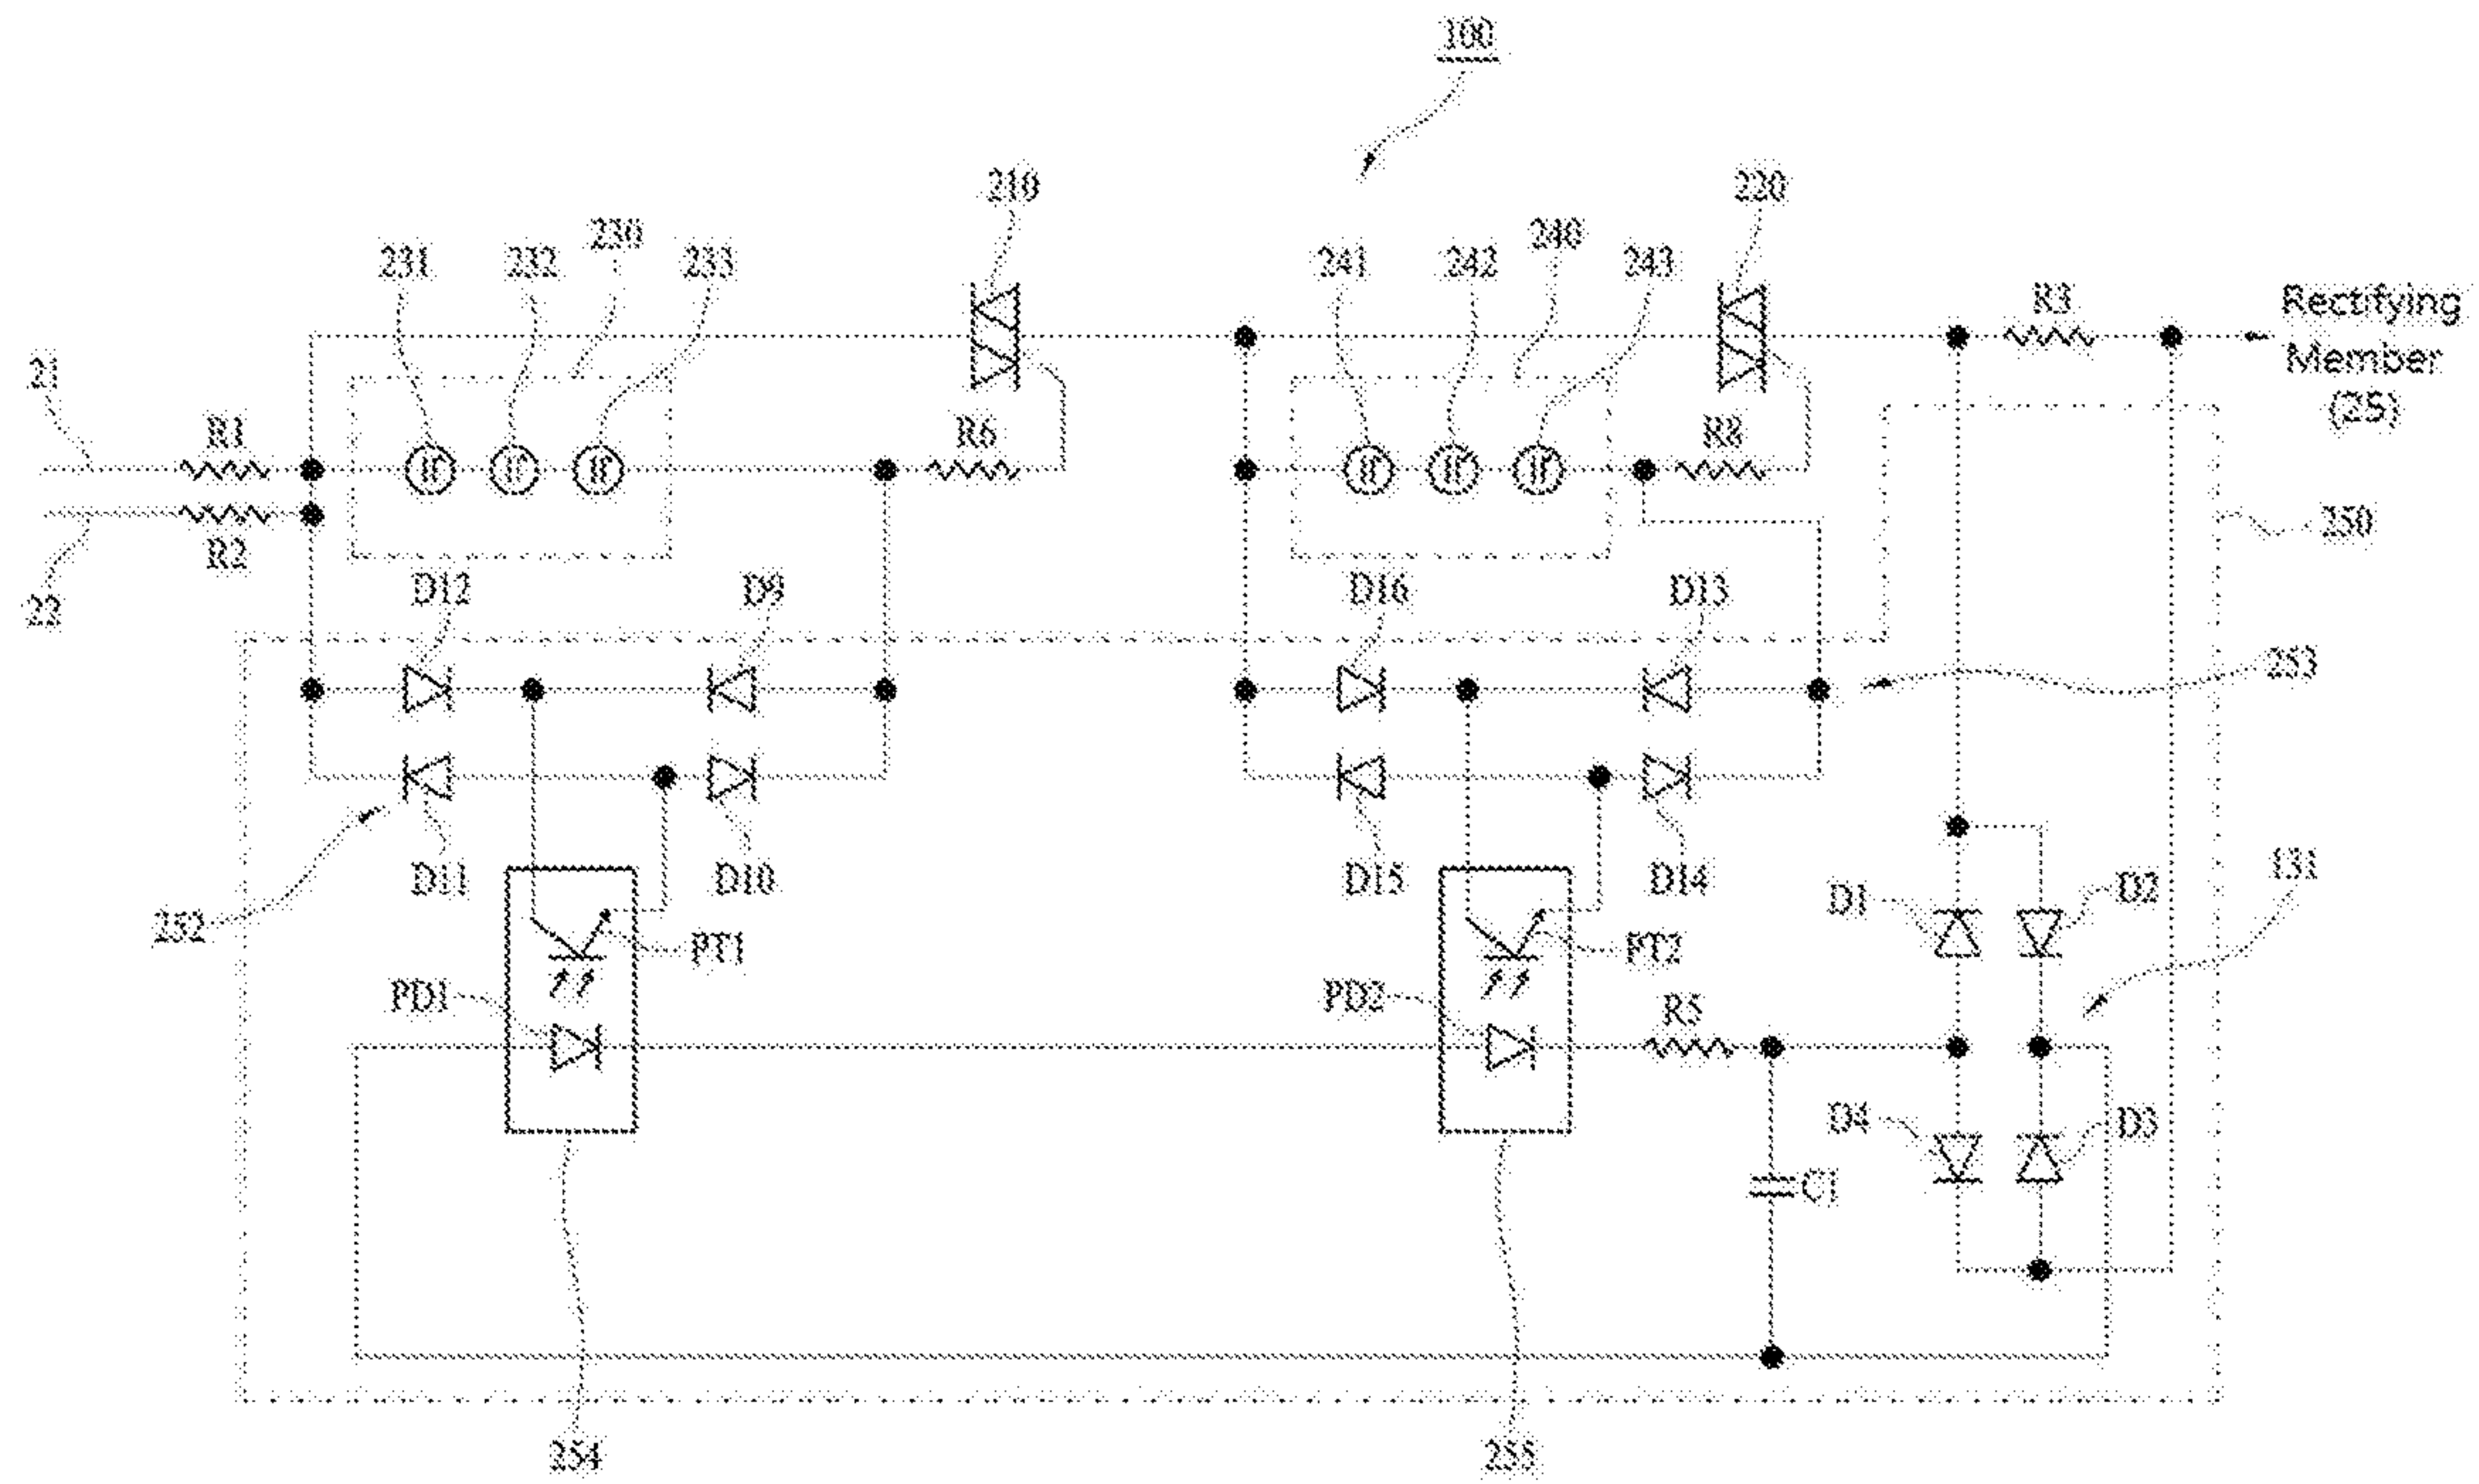 100
210
220
230
240
231
232
233
241
242
243
R3
Rectifying
Member
(25)
21
R1
R6
R8
250
R2
22
D12
D9
D16
D13
253
D11
D10
D15
D14
D1
D2
131
252
PT1
PT2
PD1
PD2
R5
D4
D3
C1
254
255